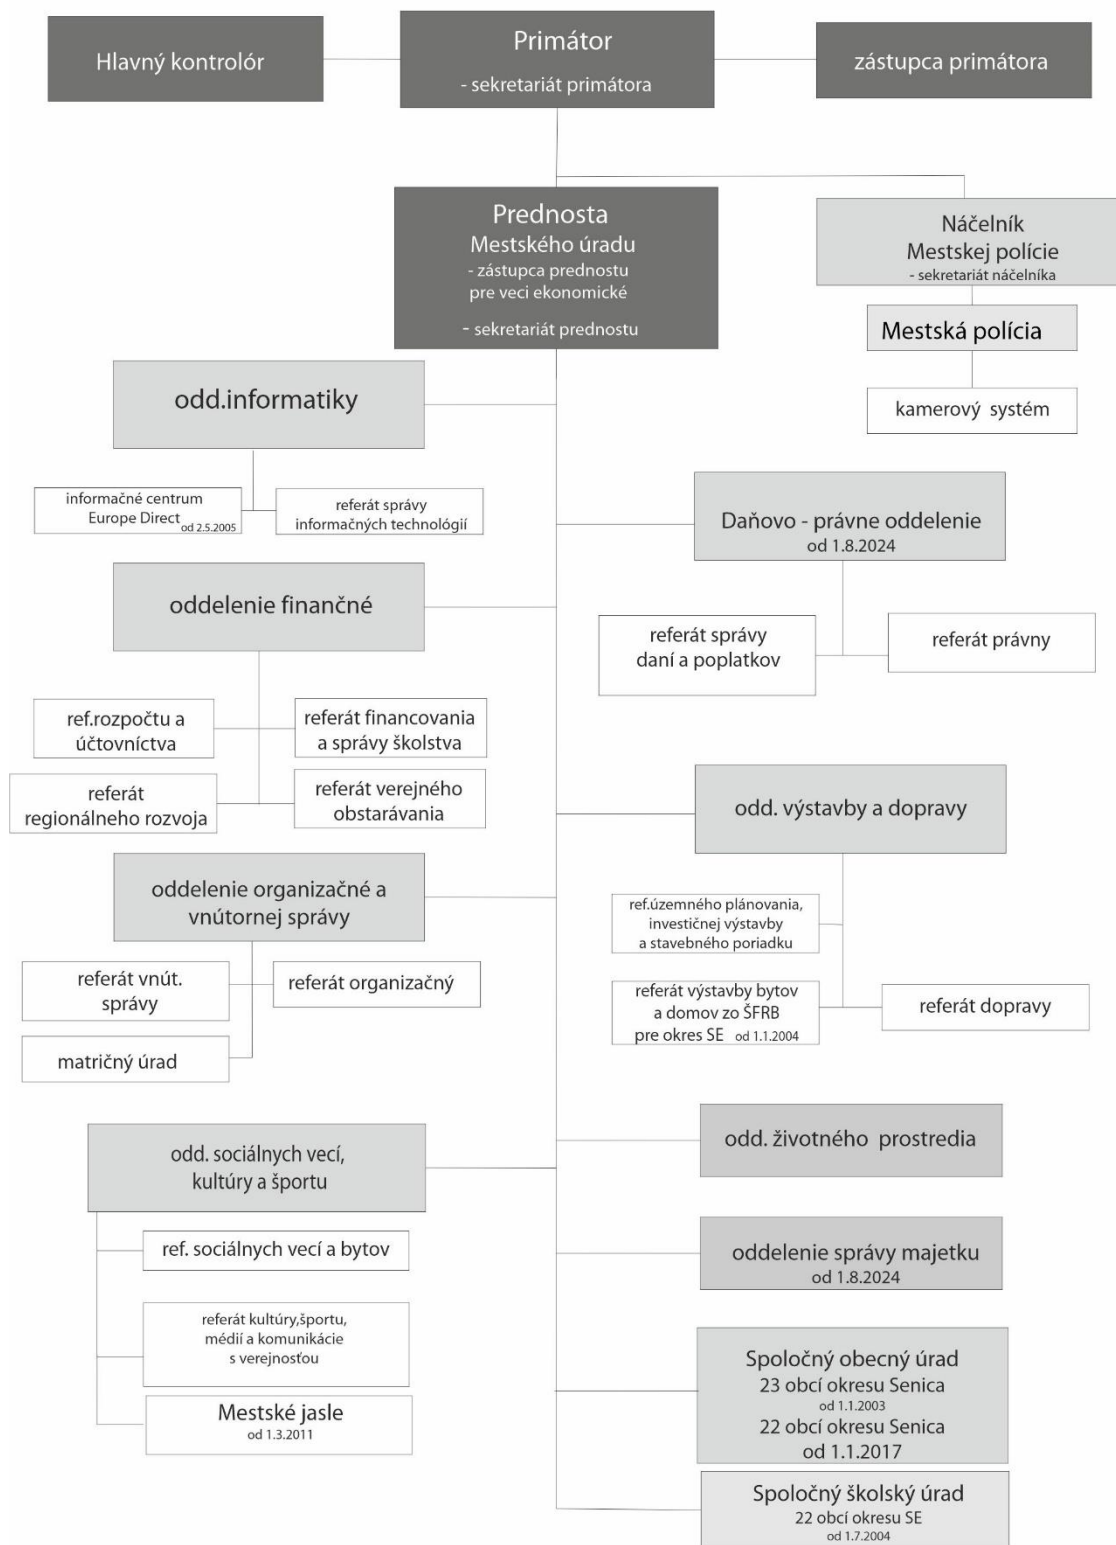 Hlavný kontrolór
Primátor
- sekretariát primátora
zástupca primátora
Prednosta
Mestského úradu
- zástupca prednostu
pre veci ekonomické
- sekretariát prednostu
Náčelník
Mestskej polície
- sekretariát náčelníka
Mestská polícia
kamerový systém
odd.informatiky
informačné centrum
Europe Direct od 2.5.2005
referát správy
informačných technológií
Daňovo - právne oddelenie
od 1.8.2024
referát správy
daní a poplatkov
referát právny
oddelenie finančné
ref.rozpočtu a
účtovníctva
referát financovania
a správy školstva
referát
regionálneho rozvoja
referát verejného
obstarávania
odd. výstavby a dopravy
ref.územného plánovania,
investičnej výstavby
a stavebného poriadku
referát výstavby bytov
a domov zo ŠFRB
pre okres SE od 1.1.2004
referát dopravy
oddelenie organizačné a
vnútornej správy
referát vnút.
správy
referát organizačný
matričný úrad
odd. sociálnych vecí,
kultúry a športu
ref. sociálnych vecí a bytov
referát kultúry,športu,
médií a komunikácie
s verejnosťou
Mestské jasle
od 1.3.2011
odd. životného prostredia
oddelenie správy majetku
od 1.8.2024
Spoločný obecný úrad
23 obcí okresu Senica
od 1.1.2003
22 obcí okresu Senica
od 1.1.2017
Spoločný školský úrad
22 obcí okresu SE
od 1.7.2004